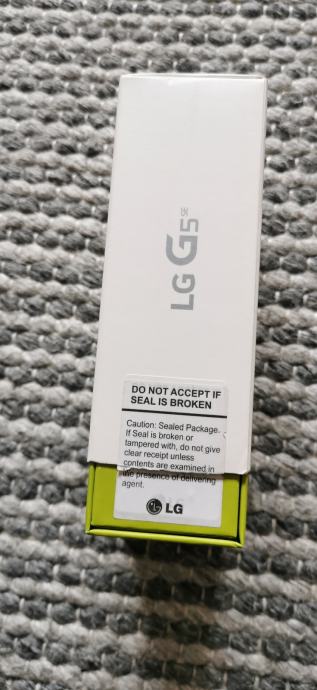 LG G5 SE
DO NOT ACCEPT IF
SEAL IS BROKEN
Caution: Sealed Package.
If Seal is broken or
tampered with, do not give
clear receipt unless
contents are examined in
the presence of delivering
agent.
LG